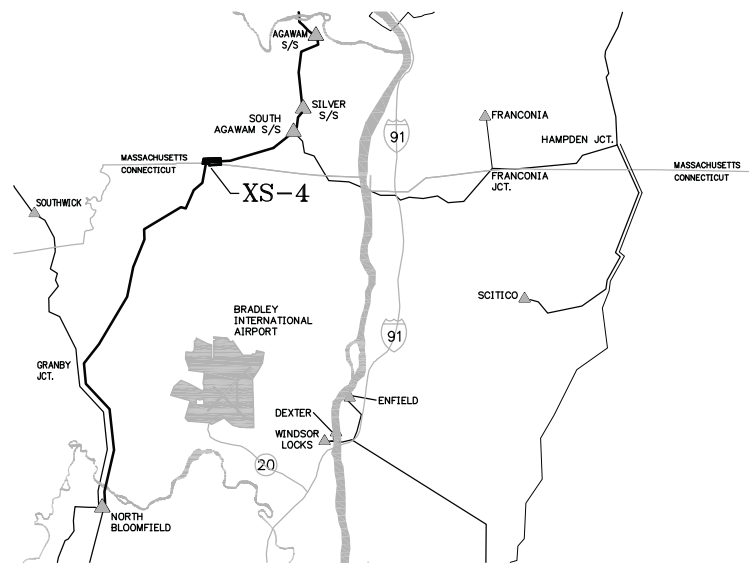 AGAWAM
S/S
SILVER
S/S
SOUTH
AGAWAM S/S
FRANCONIA
91
HAMPDEN JCT.
MASSACHUSETTS
CONNECTICUT
MASSACHUSETTS
CONNECTICUT
FRANCONIA
JCT.
XS-4
SOUTHWICK
SCITICO
BRADLEY
INTERNATIONAL
AIRPORT
91
GRANBY
JCT.
ENFIELD
DEXTER
WINDSOR
LOCKS
20
NORTH
BLOOMFIELD